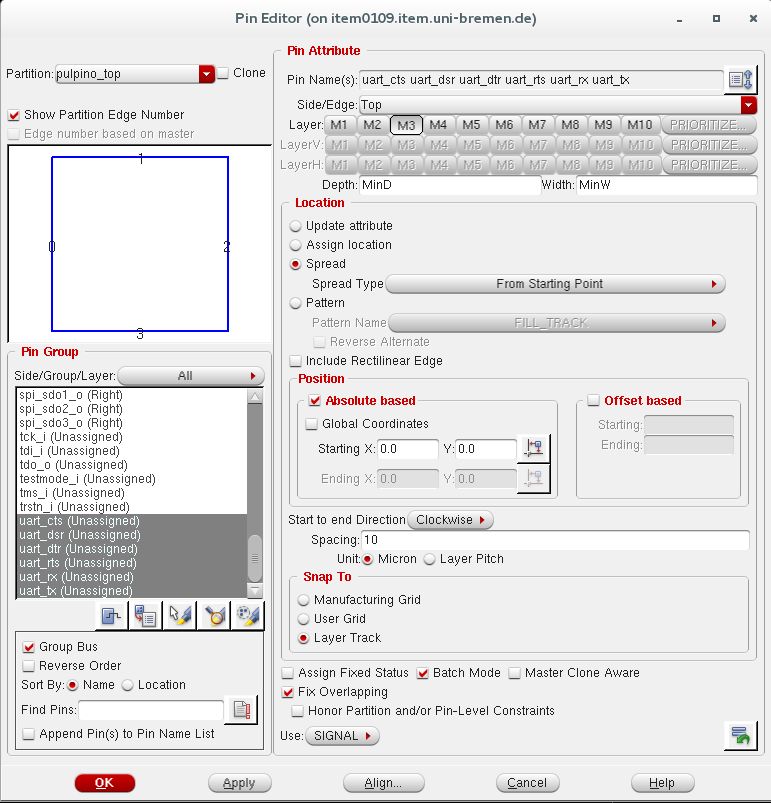 Pin Editor (on item0109.item.uni-bremen.de)
Partition: pulpino_top Clone
Show Partition Edge Number
Edge number based on master
1
0
2
3
Pin Group
Side/Group/Layer: All
spi_sdo1_o (Right)
spi_sdo2_o (Right)
spi_sdo3_o (Right)
tck_i (Unassigned)
tdi_i (Unassigned)
tdo_o (Unassigned)
testmode_i (Unassigned)
tms_i (Unassigned)
trstn_i (Unassigned)
uart_cts (Unassigned)
uart_dsr (Unassigned)
uart_dtr (Unassigned)
uart_rts (Unassigned)
uart_rx (Unassigned)
uart_tx (Unassigned)
Group Bus
Reverse Order
Sort By: Name Location
Find Pins:
Append Pin(s) to Pin Name List
Pin Attribute
Pin Name(s): uart_cts uart_dsr uart_dtr uart_rts uart_rx uart_tx
Side/Edge: Top
Layer: M1 M2 M3 M4 M5 M6 M7 M8 M9 M10 PRIORITIZE...
LayerV: M1 M2 M3 M4 M5 M6 M7 M8 M9 M10 PRIORITIZE...
LayerH: M1 M2 M3 M4 M5 M6 M7 M8 M9 M10 PRIORITIZE...
Depth: MinD Width: MinW
Location
Update attribute
Assign location
Spread
Spread Type From Starting Point
Pattern
Pattern Name FILL_TRACK
Reverse Alternate
Include Rectilinear Edge
Position
Absolute based
Global Coordinates
Starting X: 0.0 Y: 0.0
Ending X: 0.0 Y: 0.0
Offset based
Starting:
Ending:
Start to end Direction Clockwise
Spacing: 10
Unit: Micron Layer Pitch
Snap To
Manufacturing Grid
User Grid
Layer Track
Assign Fixed Status Batch Mode Master Clone Aware
Fix Overlapping
Honor Partition and/or Pin-Level Constraints
Use: SIGNAL
OK Apply Align... Cancel Help